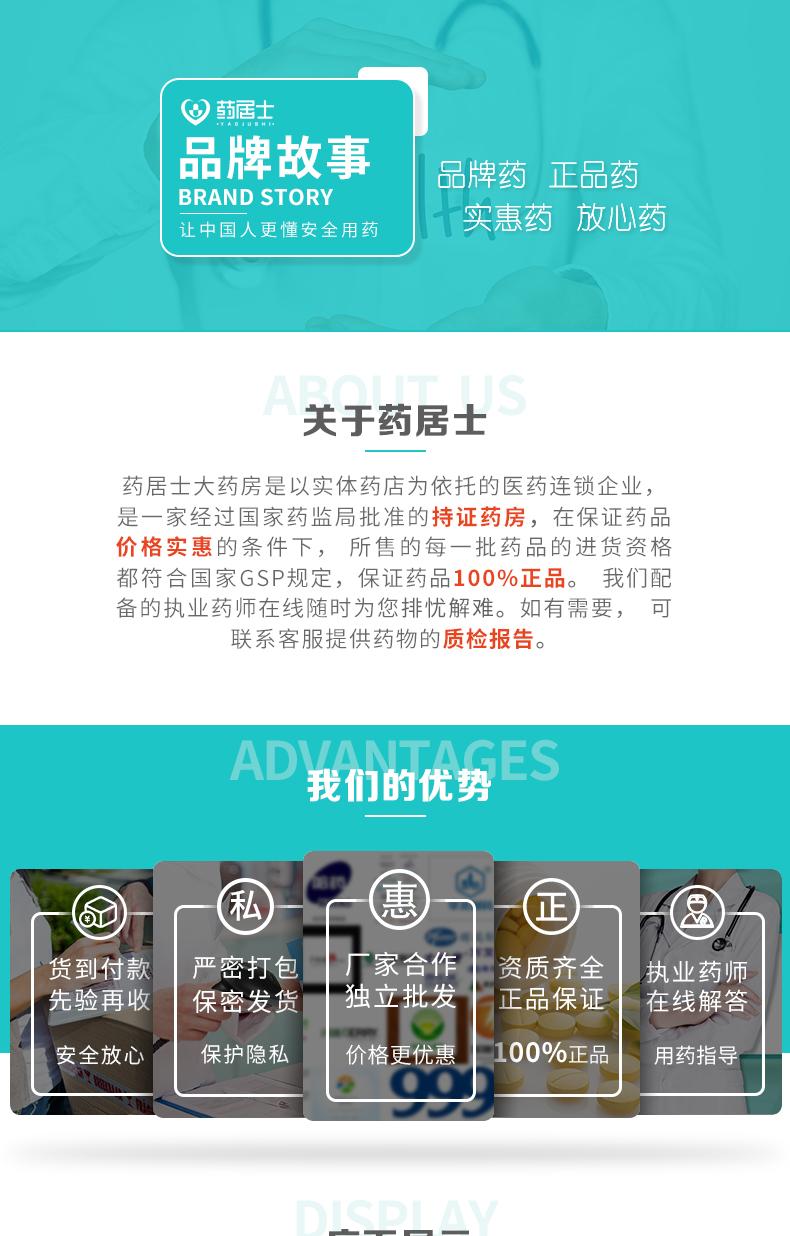 药居士
YAOJUSHI
品牌故事
BRAND STORY
让中国人更懂安全用药
品牌药 正品药
实惠药 放心药
ABOUT US
关于药居士
药居士大药房是以实体药店为依托的医药连锁企业，
是一家经过国家药监局批准的持证药房，在保证药品
价格实惠的条件下， 所售的每一批药品的进货资格
都符合国家GSP规定，保证药品100%正品。 我们配
备的执业药师在线随时为您排忧解难。如有需要， 可
联系客服提供药物的质检报告。
ADVANTAGES
我们的优势
货到付款
先验再收
安全放心
私
严密打包
保密发货
保护隐私
惠
厂家合作
独立批发
价格更优惠
999
正
资质齐全
正品保证
100%正品
执业药师
在线解答
用药指导
DISPLAY